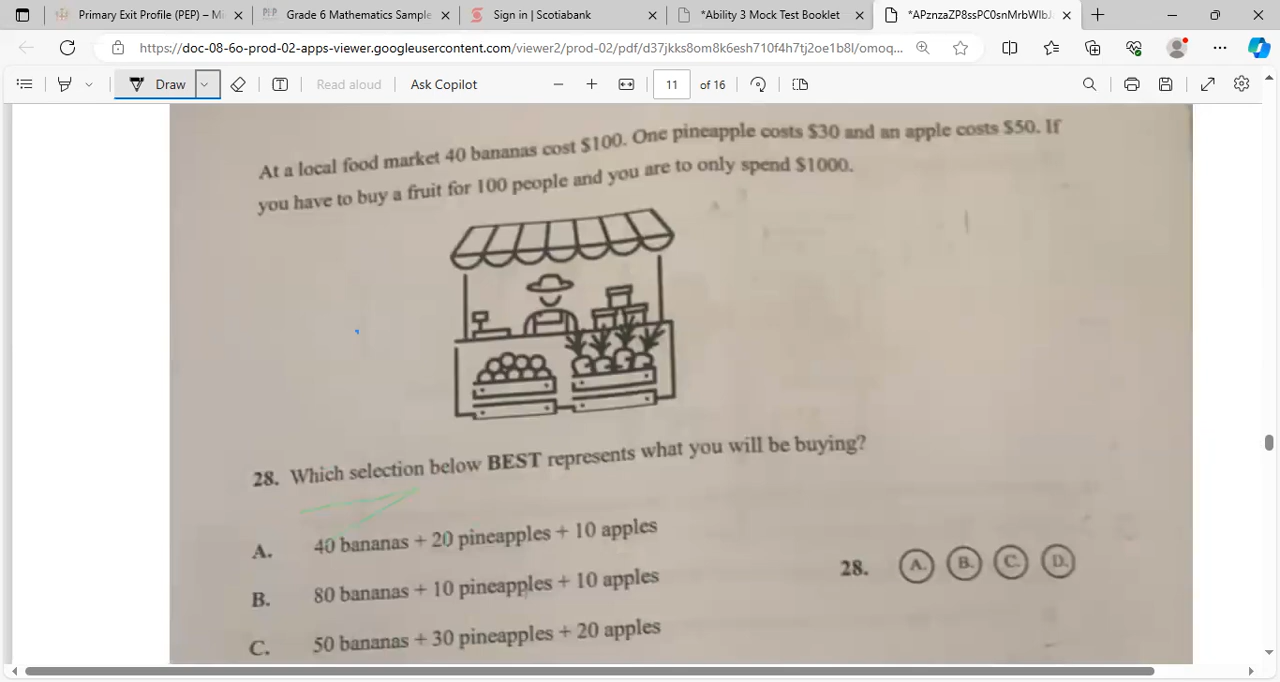 Primary Exit Profile (PEP) – Mi
Grade 6 Mathematics Sample
Sign in | Scotiabank
*Ability 3 Mock Test Booklet
*APznzaZP8ssPC0snMrbWIbJ
https://doc-08-6o-prod-02-apps-viewer.googleusercontent.com/viewer2/prod-02/pdf/d37jkks8om8k6esh710f4h7tj2oe1b8l/omoq...
Draw
Read aloud
Ask Copilot
11 of 16
At a local food market 40 bananas cost $100. One pineapple costs $30 and an apple costs $50. If
you have to buy a fruit for 100 people and you are to only spend $1000.
28. Which selection below BEST represents what you will be buying?
A. 40 bananas + 20 pineapples + 10 apples
B. 80 bananas + 10 pineapples + 10 apples
C. 50 bananas + 30 pineapples + 20 apples
28. A. B. C. D.